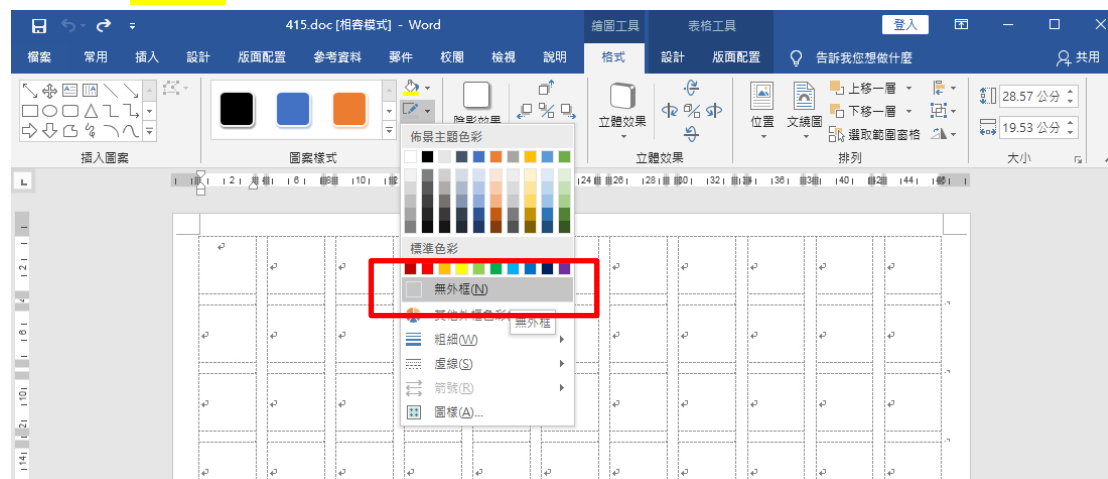 415.doc [相容模式] - Word
繪圖工具
表格工具
登入
檔案 常用 插入 設計 版面配置 參考資料 郵件 校閱 檢視 說明 格式 設計 版面配置 告訴我您想做什麼 共用
立體效果
位置
文繞圖
上移一層
下移一層
選取範圍窗格
28.57 公分
19.53 公分
插入圖案 圖案樣式 立體效果 排列 大小
佈景主題色彩
標準色彩
無外框(N)
無外框
粗細(W)
虛線(S)
箭號(R)
圖樣(A)...